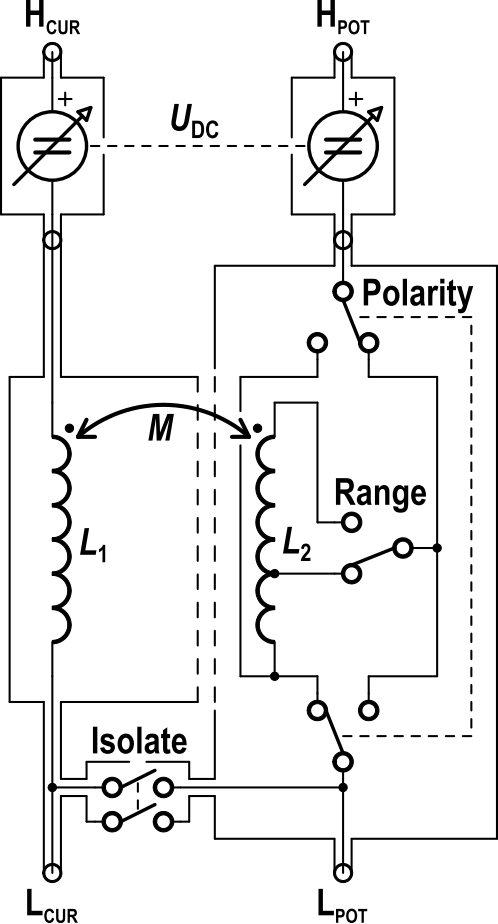 HCUR HPOT
+ +
UDC
Polarity
M
Range
L1 L2
Isolate
LCUR LPOT